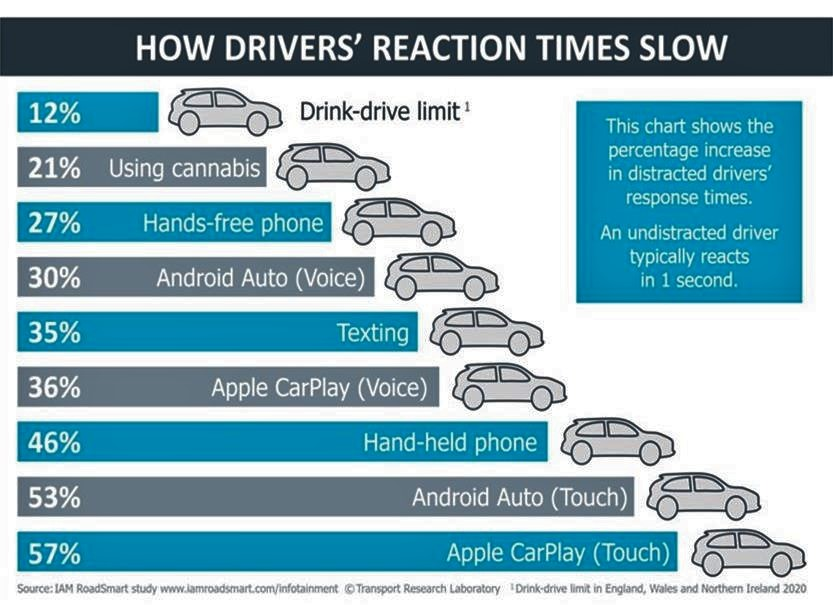 HOW DRIVERS' REACTION TIMES SLOW
12% Drink-drive limit ¹
21% Using cannabis
27% Hands-free phone
30% Android Auto (Voice)
35% Texting
36% Apple CarPlay (Voice)
46% Hand-held phone
53% Android Auto (Touch)
57% Apple CarPlay (Touch)
This chart shows the
percentage increase
in distracted drivers'
response times.
An undistracted driver
typically reacts
in 1 second.
Source: IAM RoadSmart study www.iamroadsmart.com/infotainment © Transport Research Laboratory ¹ Drink-drive limit in England, Wales and Northern Ireland 2020